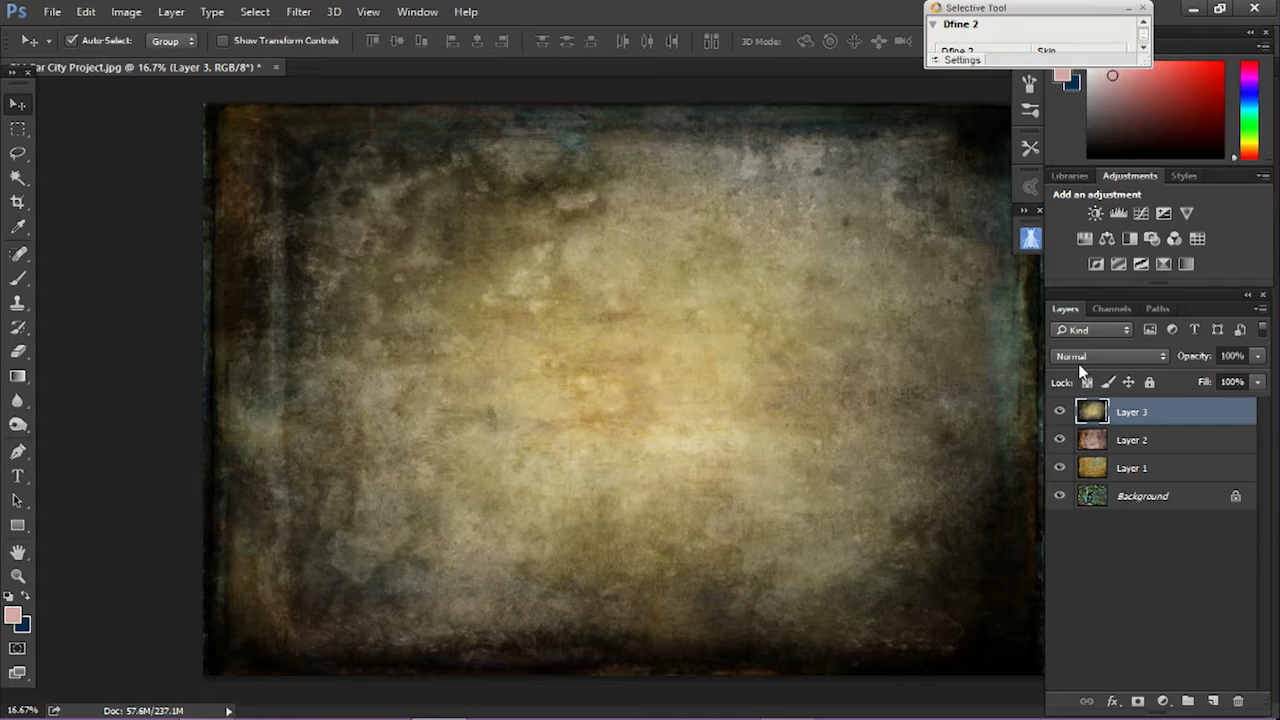 Ps File Edit Image Layer Type Select Filter 3D View Window Help
Selective Tool
Dfine 2
Dfine 2 Skin
Settings
Auto-Select: Group Show Transform Controls 3D Mode:
Car City Project.jpg @ 16.7% (Layer 3, RGB/8*) *
Libraries Adjustments Styles
Add an adjustment
Layers Channels Paths
Kind
Normal Opacity: 100%
Lock: Fill: 100%
Layer 3
Layer 2
Layer 1
Background
16.67% Doc: 57.6M/237.1M